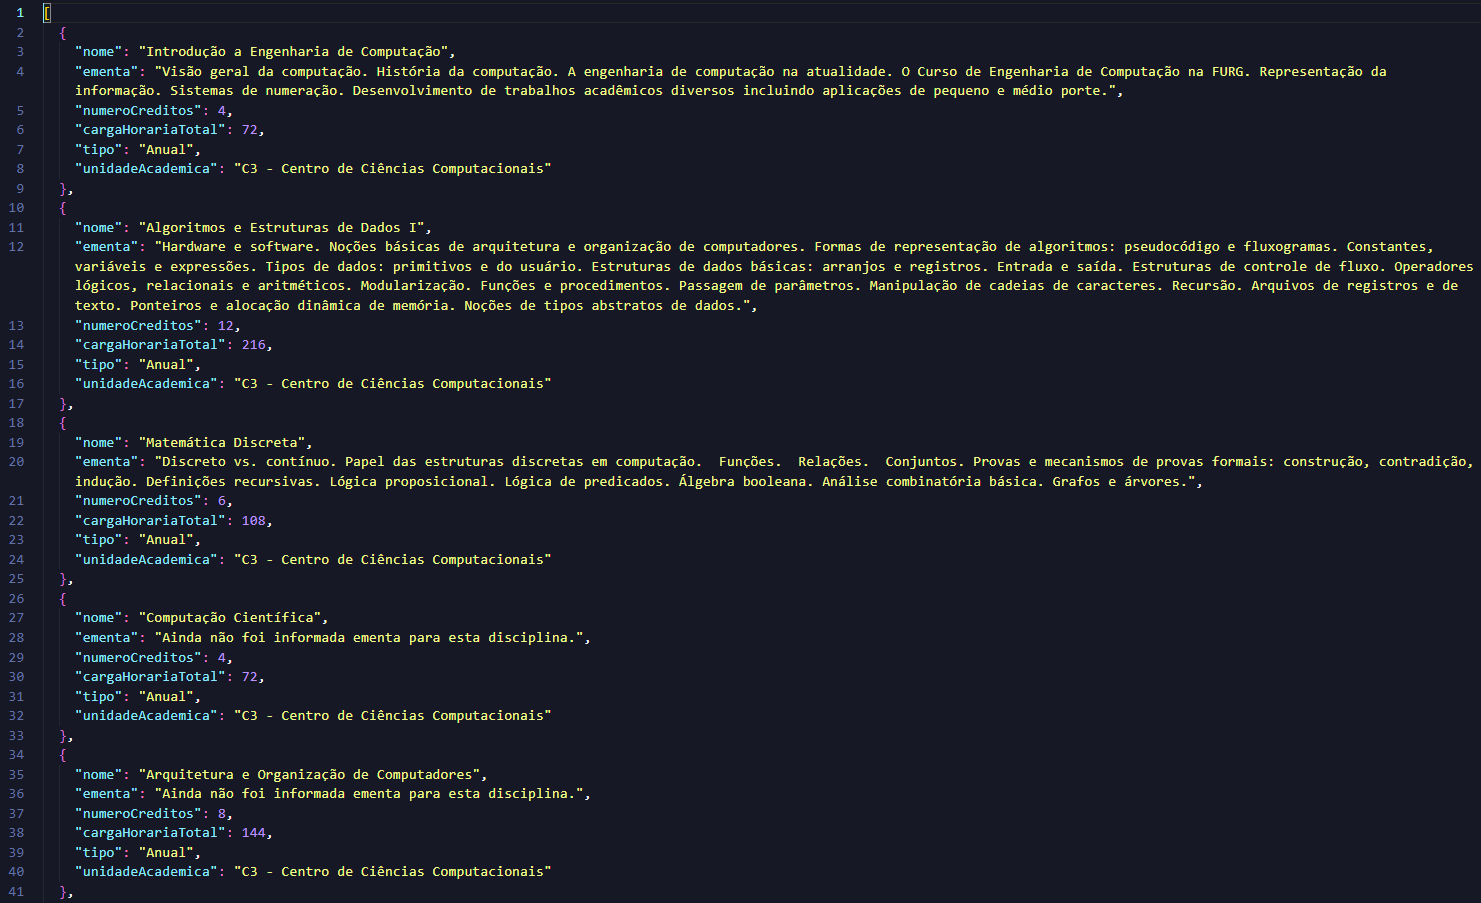 1 [
2 {
3 "nome": "Introdução a Engenharia de Computação",
4 "ementa": "Visão geral da computação. História da computação. A engenharia de computação na atualidade. O Curso de Engenharia de Computação na FURG. Representação da
informação. Sistemas de numeração. Desenvolvimento de trabalhos acadêmicos diversos incluindo aplicações de pequeno e médio porte.",
5 "numeroCreditos": 4,
6 "cargaHorariaTotal": 72,
7 "tipo": "Anual",
8 "unidadeAcademica": "C3 - Centro de Ciências Computacionais"
9 },
10 {
11 "nome": "Algoritmos e Estruturas de Dados I",
12 "ementa": "Hardware e software. Noções básicas de arquitetura e organização de computadores. Formas de representação de algoritmos: pseudocódigo e fluxogramas. Constantes,
variáveis e expressões. Tipos de dados: primitivos e do usuário. Estruturas de dados básicas: arranjos e registros. Entrada e saída. Estruturas de controle de fluxo. Operadores
lógicos, relacionais e aritméticos. Modularização. Funções e procedimentos. Passagem de parâmetros. Manipulação de cadeias de caracteres. Recursão. Arquivos de registros e de
texto. Ponteiros e alocação dinâmica de memória. Noções de tipos abstratos de dados.",
13 "numeroCreditos": 12,
14 "cargaHorariaTotal": 216,
15 "tipo": "Anual",
16 "unidadeAcademica": "C3 - Centro de Ciências Computacionais"
17 },
18 {
19 "nome": "Matemática Discreta",
20 "ementa": "Discreto vs. contínuo. Papel das estruturas discretas em computação.  Funções.  Relações.  Conjuntos. Provas e mecanismos de provas formais: construção, contradição,
indução. Definições recursivas. Lógica proposicional. Lógica de predicados. Álgebra booleana. Análise combinatória básica. Grafos e árvores.",
21 "numeroCreditos": 6,
22 "cargaHorariaTotal": 108,
23 "tipo": "Anual",
24 "unidadeAcademica": "C3 - Centro de Ciências Computacionais"
25 },
26 {
27 "nome": "Computação Científica",
28 "ementa": "Ainda não foi informada ementa para esta disciplina.",
29 "numeroCreditos": 4,
30 "cargaHorariaTotal": 72,
31 "tipo": "Anual",
32 "unidadeAcademica": "C3 - Centro de Ciências Computacionais"
33 },
34 {
35 "nome": "Arquitetura e Organização de Computadores",
36 "ementa": "Ainda não foi informada ementa para esta disciplina.",
37 "numeroCreditos": 8,
38 "cargaHorariaTotal": 144,
39 "tipo": "Anual",
40 "unidadeAcademica": "C3 - Centro de Ciências Computacionais"
41 },